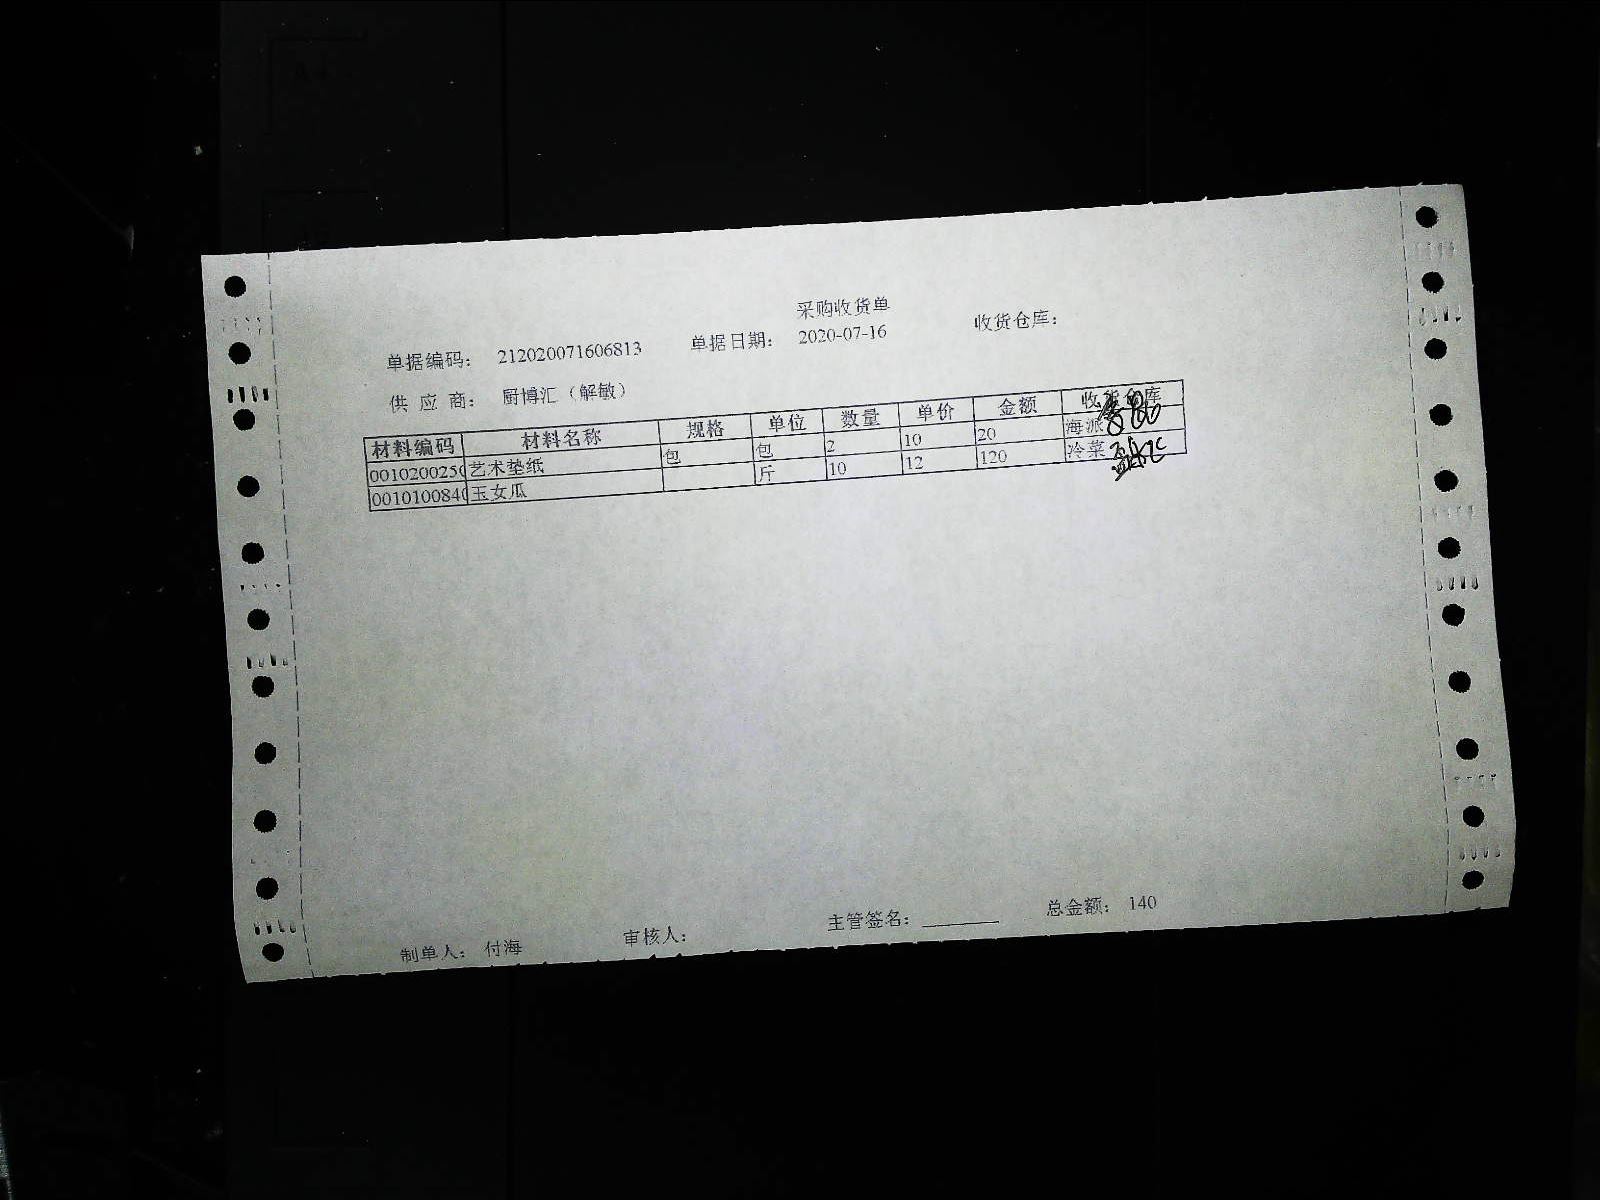 采购收货单
单据编码： 212020071606813 单据日期： 2020-07-16 收货仓库：
供 应 商： 厨博汇（解敏）
材料编码 材料名称 规格 单位 数量 单价 金额 收货仓库
0010200250 艺术垫纸 包 包 2 10 20 海派
0010100840 玉女瓜 斤 10 12 120 冷菜
制单人： 付海 审核人： 主管签名： 总金额： 140